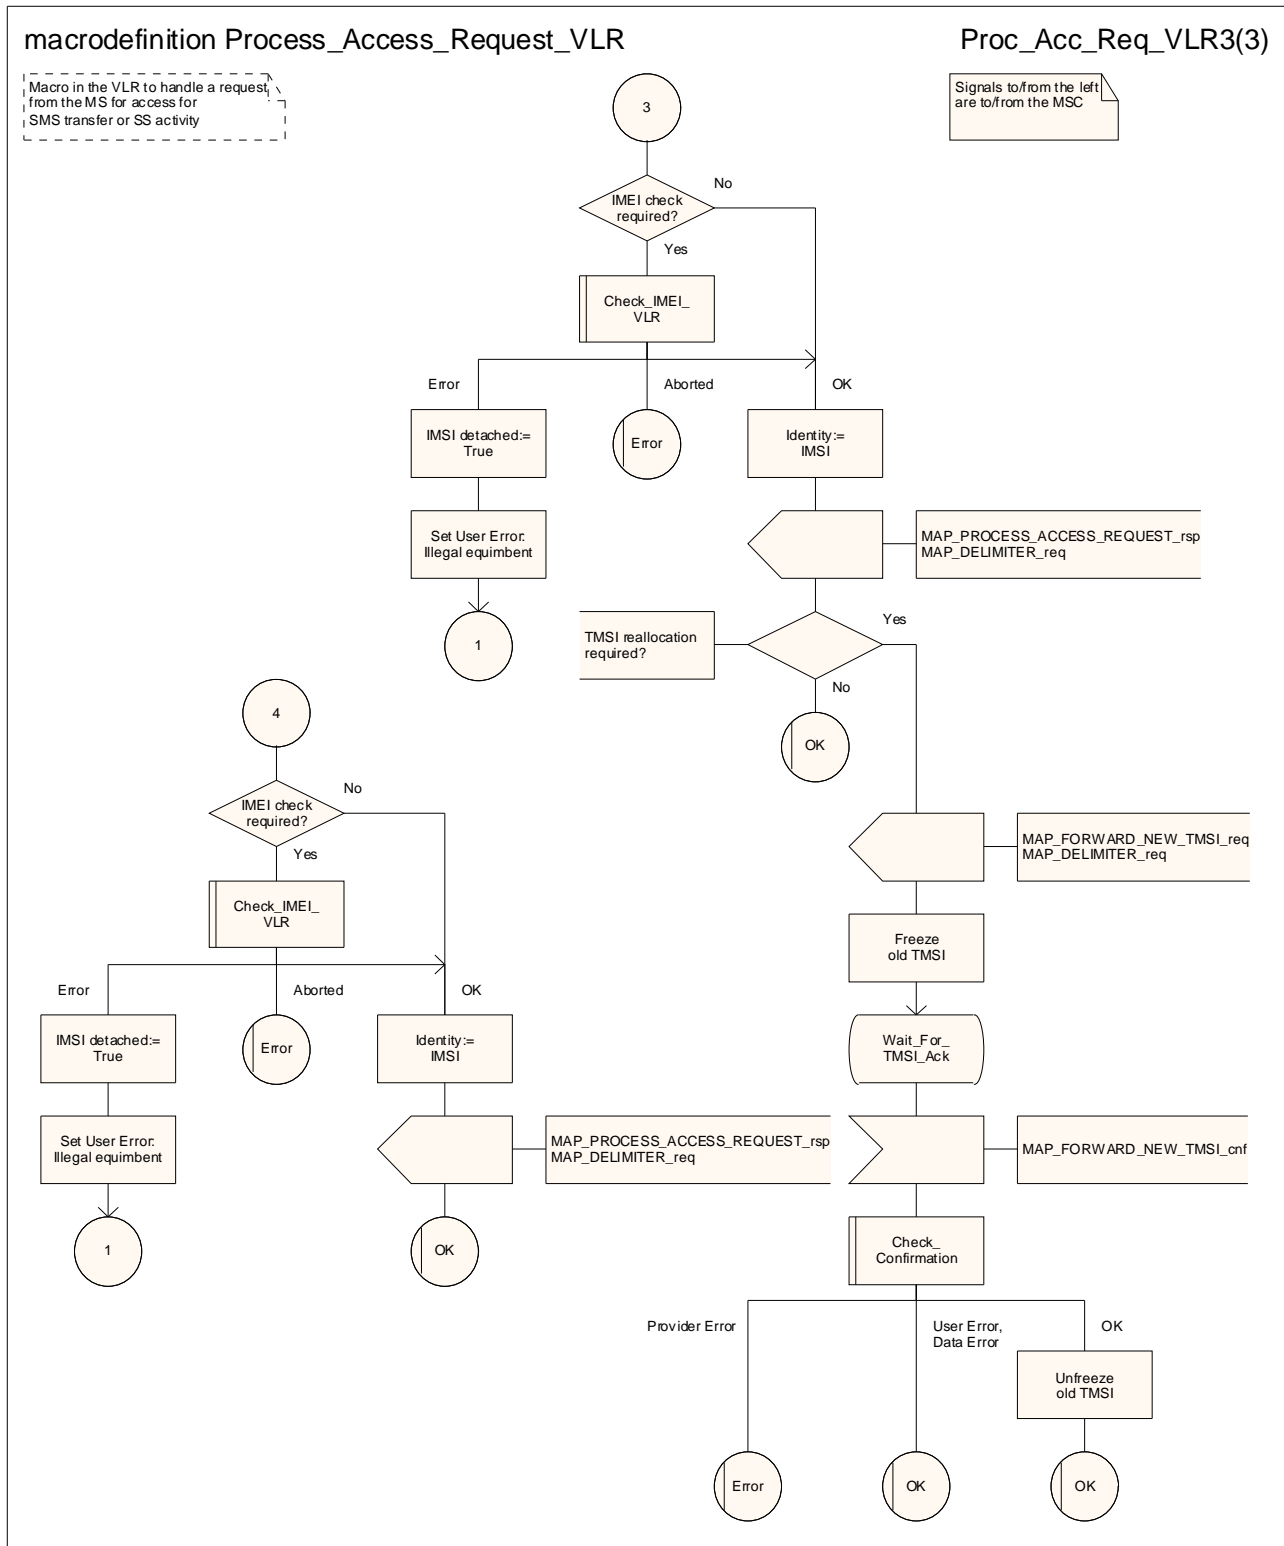 macrodefinition Process_Access_Request_VLR
Proc_Acc_Req_VLR3(3)
Macro in the VLR to handle a request
from the MS for access for
SMS transfer or SS activity
Signals to/from the left
are to/from the MSC
3
IMEI check
required?
No
Yes
Check_IMEI_
VLR
Error
Aborted
OK
IMSI detached:=
True
Error
Identity:=
IMSI
Set User Error:
Illegal equimbent
MAP_PROCESS_ACCESS_REQUEST_rsp
MAP_DELIMITER_req
1
TMSI reallocation
required?
Yes
No
OK
4
IMEI check
required?
No
Yes
Check_IMEI_
VLR
Error
Aborted
OK
IMSI detached:=
True
Error
Identity:=
IMSI
Set User Error:
Illegal equimbent
MAP_PROCESS_ACCESS_REQUEST_rsp
MAP_DELIMITER_req
1
OK
MAP_FORWARD_NEW_TMSI_req
MAP_DELIMITER_req
Freeze
old TMSI
Wait_For_
TMSI_Ack
MAP_FORWARD_NEW_TMSI_cnf
Check_
Confirmation
Provider Error
User Error,
Data Error
OK
Unfreeze
old TMSI
Error
OK
OK